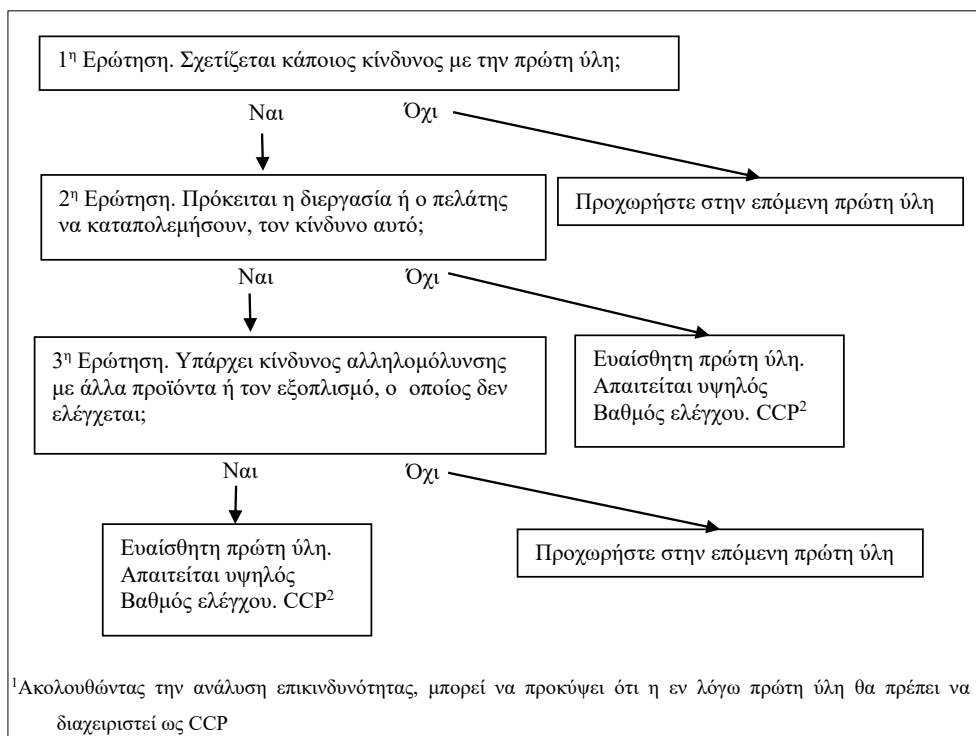 1η Ερώτηση. Σχετίζεται κάποιος κίνδυνος με την πρώτη ύλη;
Ναι Όχι
2η Ερώτηση. Πρόκειται η διεργασία ή ο πελάτης
να καταπολεμήσουν, τον κίνδυνο αυτό;
Προχωρήστε στην επόμενη πρώτη ύλη
Ναι Όχι
3η Ερώτηση. Υπάρχει κίνδυνος αλληλομόλυνσης
με άλλα προϊόντα ή τον εξοπλισμό, ο οποίος δεν
ελέγχεται;
Ευαίσθητη πρώτη ύλη.
Απαιτείται υψηλός
Βαθμός ελέγχου. CCP2
Ναι Όχι
Ευαίσθητη πρώτη ύλη.
Απαιτείται υψηλός
Βαθμός ελέγχου. CCP2
Προχωρήστε στην επόμενη πρώτη ύλη
1Ακολουθώντας την ανάλυση επικινδυνότητας, μπορεί να προκύψει ότι η εν λόγω πρώτη ύλη θα πρέπει να
διαχειριστεί ως CCP